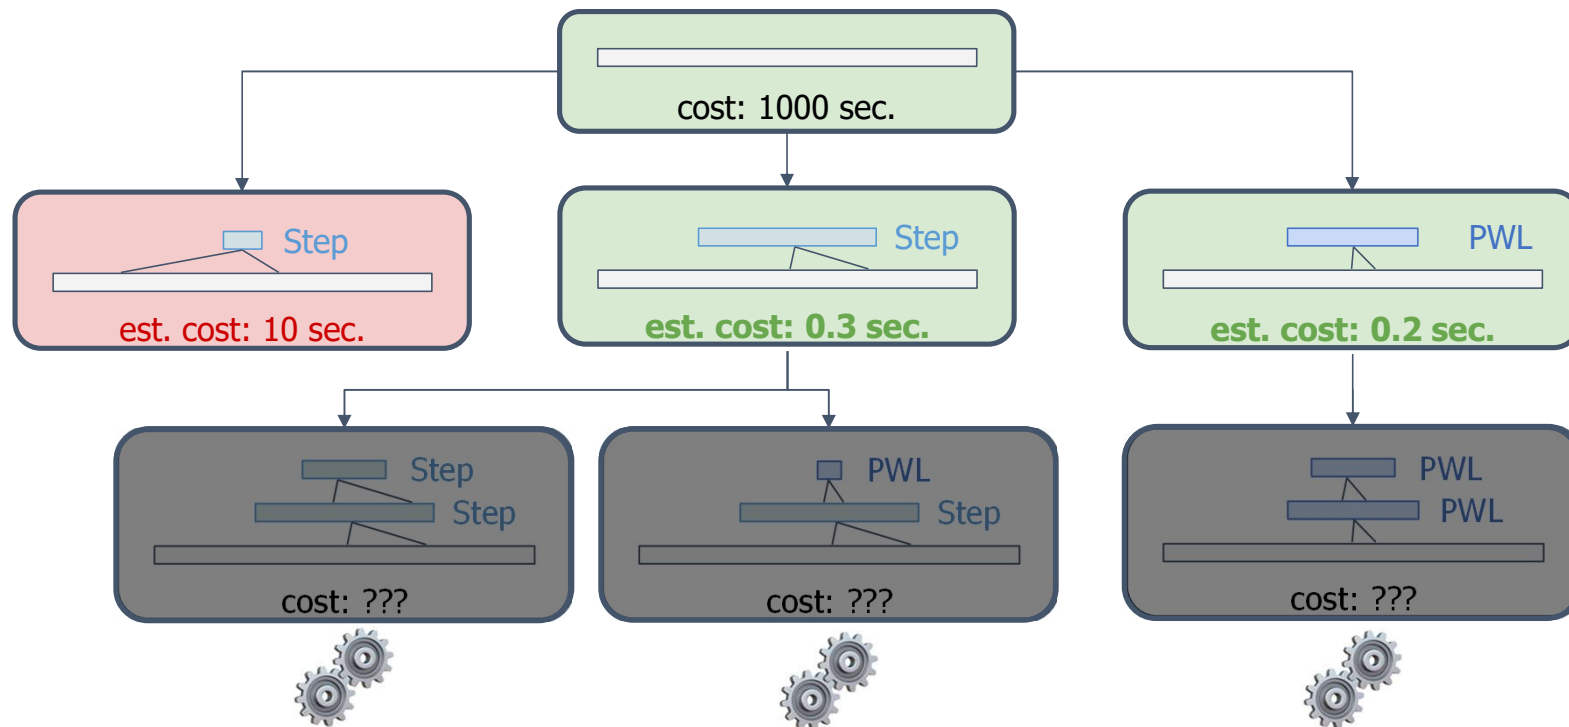 cost: 1000 sec.
Step
est. cost: 10 sec.
Step
est. cost: 0.3 sec.
PWL
est. cost: 0.2 sec.
Step
Step
cost: ???
PWL
Step
cost: ???
PWL
PWL
cost: ???